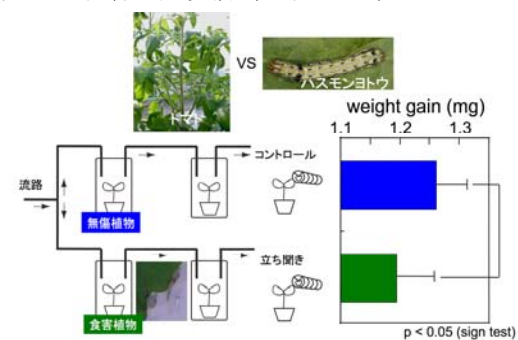 トマト
VS
ハスモンヨトウ
weight gain (mg)
1.1 1.2 1.3
コントロール
流路
無傷植物
立ち聞き
食害植物
p < 0.05 (sign test)